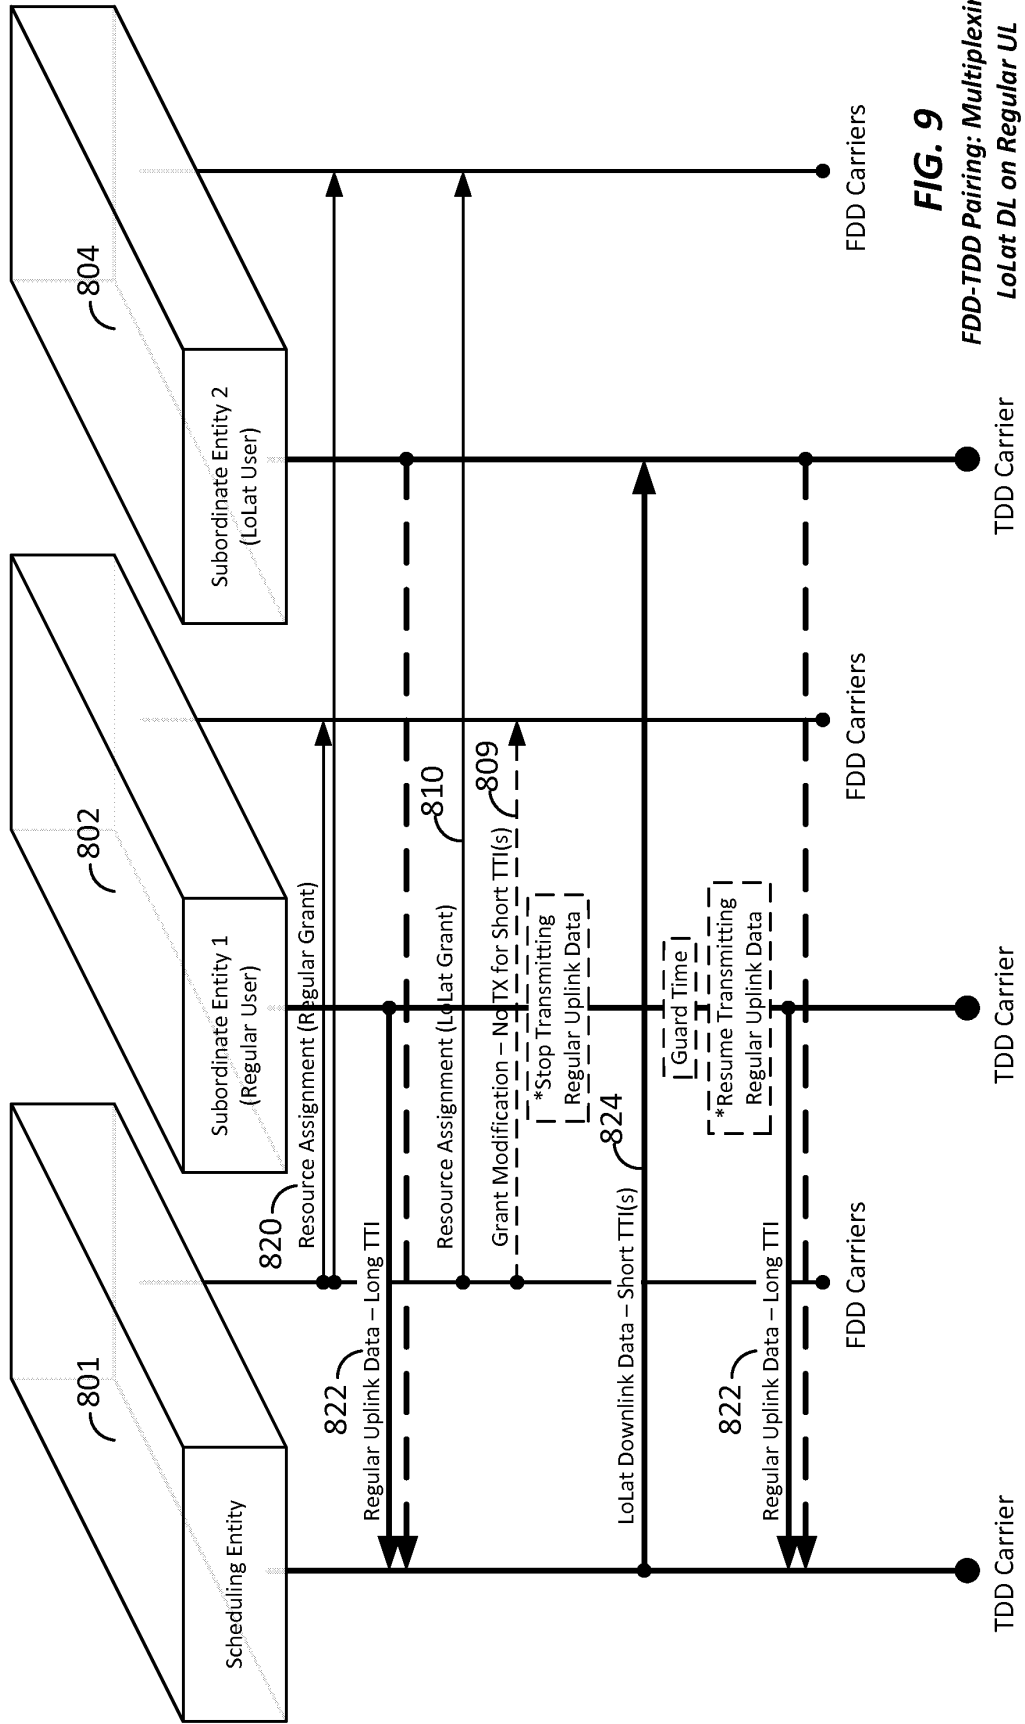 Scheduling Entity
801
Subordinate Entity 1
(Regular User)
802
Subordinate Entity 2
(LoLat User)
804
820
Resource Assignment (Regular Grant)
822
Regular Uplink Data – Long TTI
810
Resource Assignment (LoLat Grant)
809
Grant Modification – No TX for Short TTI(s)
*Stop Transmitting
Regular Uplink Data
824
LoLat Downlink Data – Short TTI(s)
Guard Time
*Resume Transmitting
Regular Uplink Data
822
Regular Uplink Data – Long TTI
FDD Carriers
FDD Carriers
FDD Carriers
TDD Carrier
TDD Carrier
TDD Carrier
FIG. 9
FDD-TDD Pairing: Multiplexin
LoLat DL on Regular UL